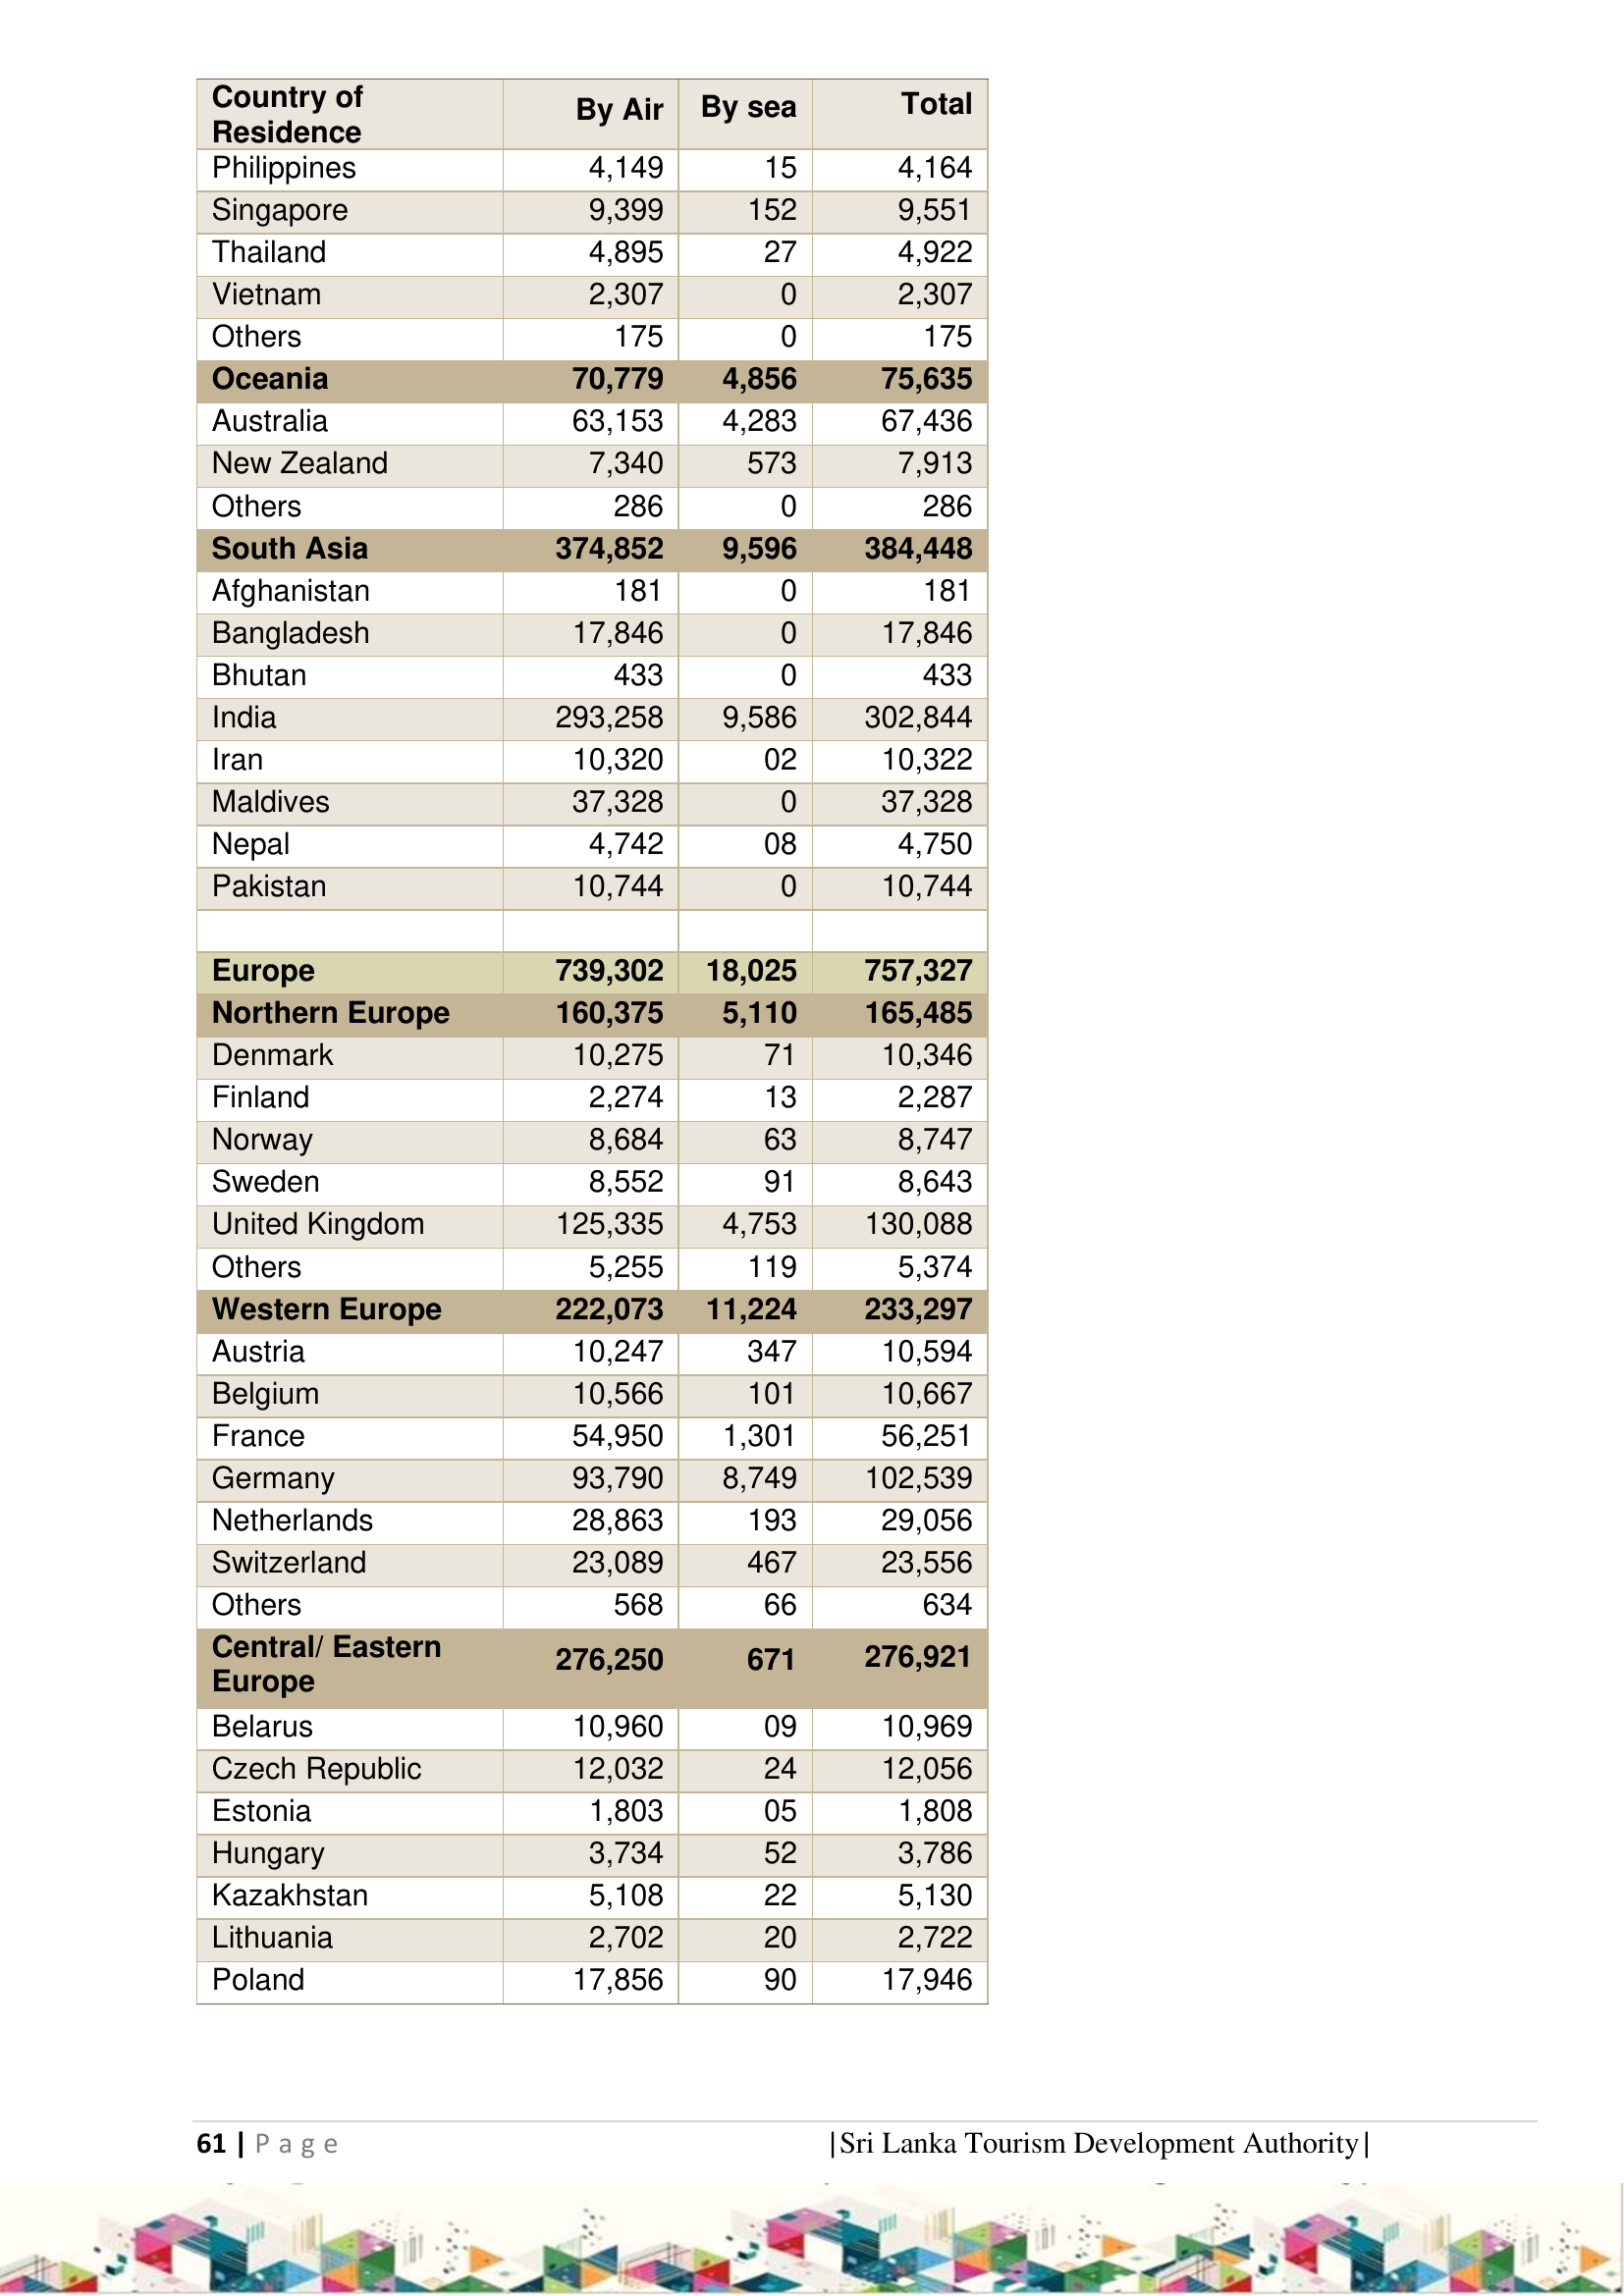 Country of Residence By Air By sea Total
Philippines 4,149 15 4,164
Singapore 9,399 152 9,551
Thailand 4,895 27 4,922
Vietnam 2,307 0 2,307
Others 175 0 175
Oceania 70,779 4,856 75,635
Australia 63,153 4,283 67,436
New Zealand 7,340 573 7,913
Others 286 0 286
South Asia 374,852 9,596 384,448
Afghanistan 181 0 181
Bangladesh 17,846 0 17,846
Bhutan 433 0 433
India 293,258 9,586 302,844
Iran 10,320 02 10,322
Maldives 37,328 0 37,328
Nepal 4,742 08 4,750
Pakistan 10,744 0 10,744
Europe 739,302 18,025 757,327
Northern Europe 160,375 5,110 165,485
Denmark 10,275 71 10,346
Finland 2,274 13 2,287
Norway 8,684 63 8,747
Sweden 8,552 91 8,643
United Kingdom 125,335 4,753 130,088
Others 5,255 119 5,374
Western Europe 222,073 11,224 233,297
Austria 10,247 347 10,594
Belgium 10,566 101 10,667
France 54,950 1,301 56,251
Germany 93,790 8,749 102,539
Netherlands 28,863 193 29,056
Switzerland 23,089 467 23,556
Others 568 66 634
Central/ Eastern Europe 276,250 671 276,921
Belarus 10,960 09 10,969
Czech Republic 12,032 24 12,056
Estonia 1,803 05 1,808
Hungary 3,734 52 3,786
Kazakhstan 5,108 22 5,130
Lithuania 2,702 20 2,722
Poland 17,856 90 17,946
61 | Page |Sri Lanka Tourism Development Authority|